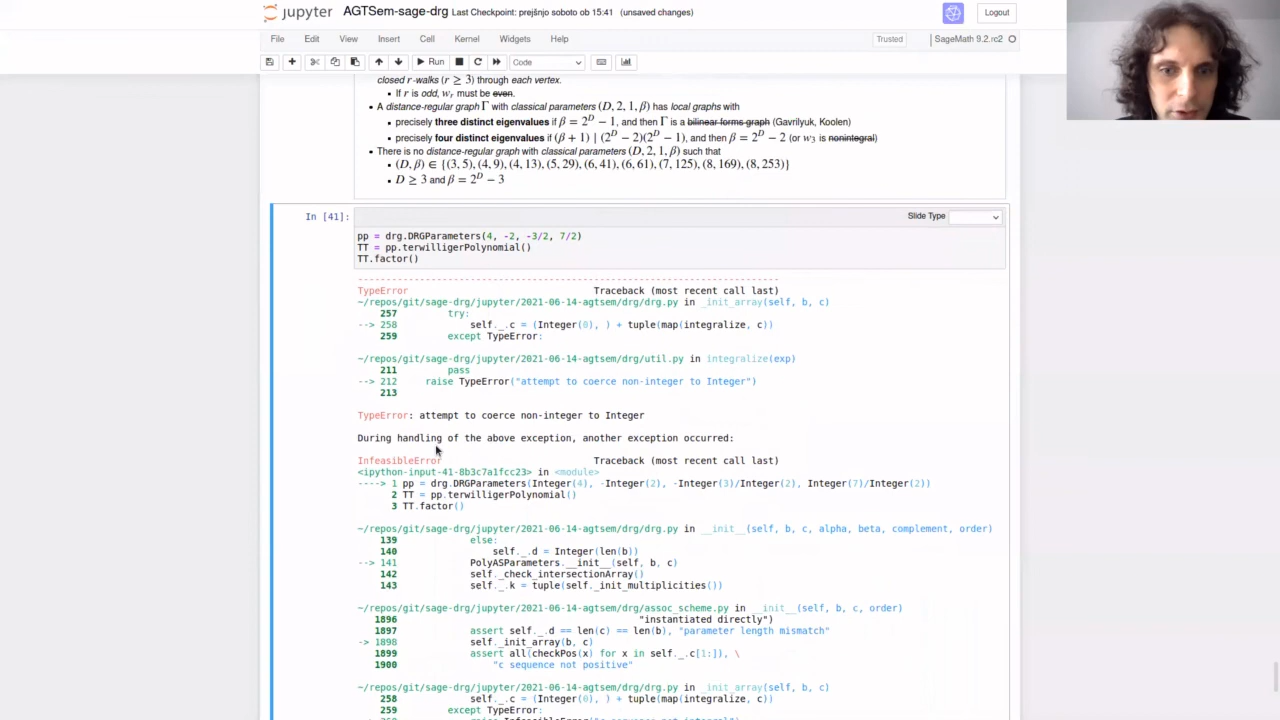 jupyter AGTSem-sage-drg Last Checkpoint: prejšnjo soboto ob 15:41 (unsaved changes) Logout
File Edit View Insert Cell Kernel Widgets Help Trusted SageMath 9.2.rc2
Run Code
closed r-walks (r ≥ 3) through each vertex.
• If r is odd, w_r must be even.
• A distance-regular graph Γ with classical parameters (D, 2, 1, β) has local graphs with
• precisely three distinct eigenvalues if β = 2^D − 1, and then Γ is a bilinear forms graph (Gavrilyuk, Koolen)
• precisely four distinct eigenvalues if (β + 1) | (2^D − 2)(2^D − 1), and then β = 2^D − 2 (or w_3 is nonintegral)
• There is no distance-regular graph with classical parameters (D, 2, 1, β) such that
• (D, β) ∈ {(3, 5), (4, 9), (4, 13), (5, 29), (6, 41), (6, 61), (7, 125), (8, 169), (8, 253)}
• D ≥ 3 and β = 2^D − 3
In [41]: Slide Type
pp = drg.DRGParameters(4, -2, -3/2, 7/2)
TT = pp.terwilligerPolynomial()
TT.factor()
---------------------------------------------------------------------------
TypeError Traceback (most recent call last)
~/repos/git/sage-drg/jupyter/2021-06-14-agtsem/drg/drg.py in _init_array(self, b, c)
257 try:
--> 258 self._.c = (Integer(0), ) + tuple(map(integralize, c))
259 except TypeError:
~/repos/git/sage-drg/jupyter/2021-06-14-agtsem/drg/util.py in integralize(exp)
211 pass
--> 212 raise TypeError("attempt to coerce non-integer to Integer")
213
TypeError: attempt to coerce non-integer to Integer
During handling of the above exception, another exception occurred:
InfeasibleError Traceback (most recent call last)
<ipython-input-41-8b3c7a1fcc23> in <module>
----> 1 pp = drg.DRGParameters(Integer(4), -Integer(2), -Integer(3)/Integer(2), Integer(7)/Integer(2))
2 TT = pp.terwilligerPolynomial()
3 TT.factor()
~/repos/git/sage-drg/jupyter/2021-06-14-agtsem/drg/drg.py in __init__(self, b, c, alpha, beta, complement, order)
139 else:
140 self._.d = Integer(len(b))
--> 141 PolyASParameters.__init__(self, b, c)
142 self._check_intersectionArray()
143 self._.k = tuple(self._init_multiplicities())
~/repos/git/sage-drg/jupyter/2021-06-14-agtsem/drg/assoc_scheme.py in __init__(self, b, c, order)
1896 "instantiated directly")
1897 assert self._.d == len(c) == len(b), "parameter length mismatch"
-> 1898 self._init_array(b, c)
1899 assert all(checkPos(x) for x in self._.c[1:]), \
1900 "c sequence not positive"
~/repos/git/sage-drg/jupyter/2021-06-14-agtsem/drg/drg.py in _init_array(self, b, c)
258 self._.c = (Integer(0), ) + tuple(map(integralize, c))
259 except TypeError: